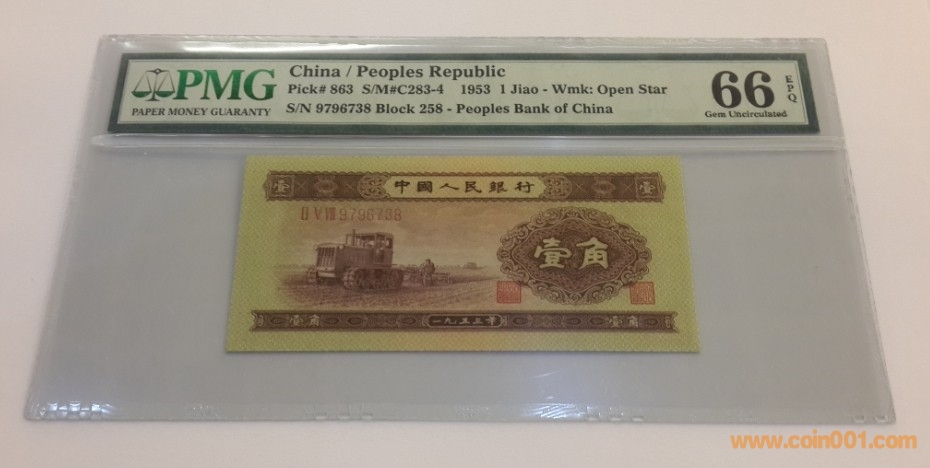 PMG
PAPER MONEY GUARANTY
China / Peoples Republic
Pick# 863 S/M#C283-4 1953 1 Jiao - Wmk: Open Star
S/N 9796738 Block 258 - Peoples Bank of China
66 EPQ
Gem Uncirculated
壹 中國人民銀行 壹
II V VIII 9796738
壹角
壹角 一九五三年 壹角
www.coin001.com